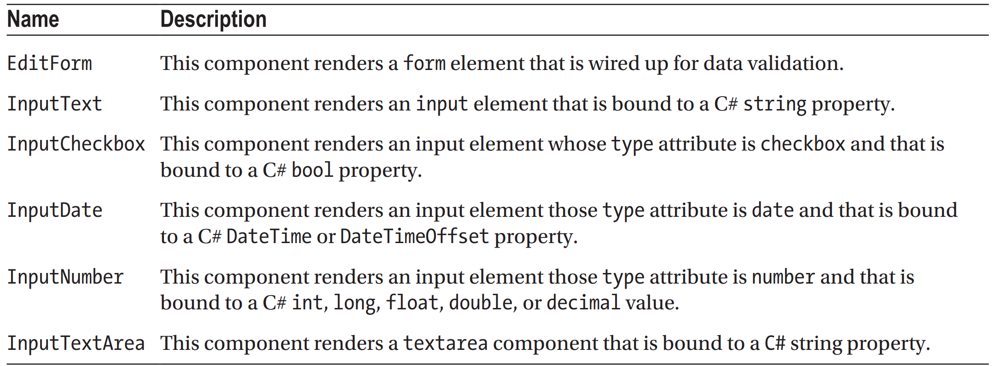 Name Description
EditForm This component renders a form element that is wired up for data validation.
InputText This component renders an input element that is bound to a C# string property.
InputCheckbox This component renders an input element whose type attribute is checkbox and that is
bound to a C# bool property.
InputDate This component renders an input element those type attribute is date and that is bound
to a C# DateTime or DateTimeOffset property.
InputNumber This component renders an input element those type attribute is number and that is
bound to a C# int, long, float, double, or decimal value.
InputTextArea This component renders a textarea component that is bound to a C# string property.